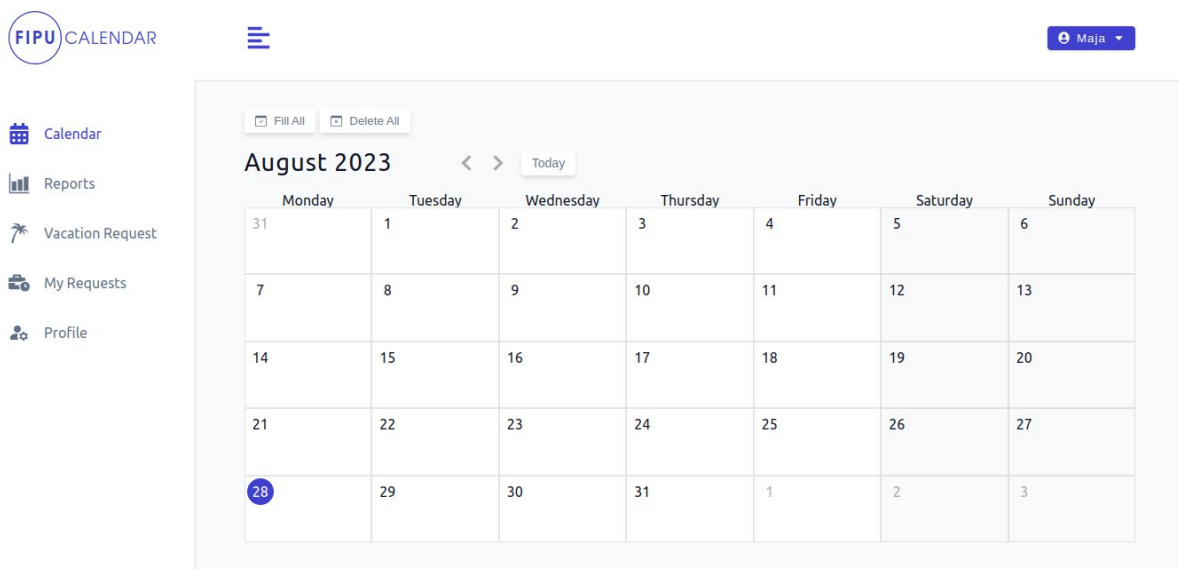 FIPU CALENDAR
Maja
Calendar
Reports
Vacation Request
My Requests
Profile
Fill All Delete All
August 2023 Today
Monday Tuesday Wednesday Thursday Friday Saturday Sunday
31 1 2 3 4 5 6
7 8 9 10 11 12 13
14 15 16 17 18 19 20
21 22 23 24 25 26 27
28 29 30 31 1 2 3